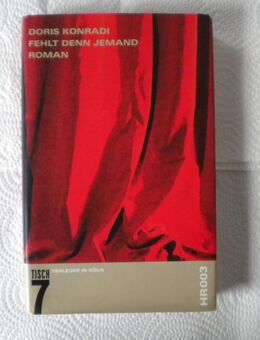 DORIS KONRADI
FEHLT DENN JEMAND
ROMAN
TISCH
7
VERLEGER IN KÖLN
HR003